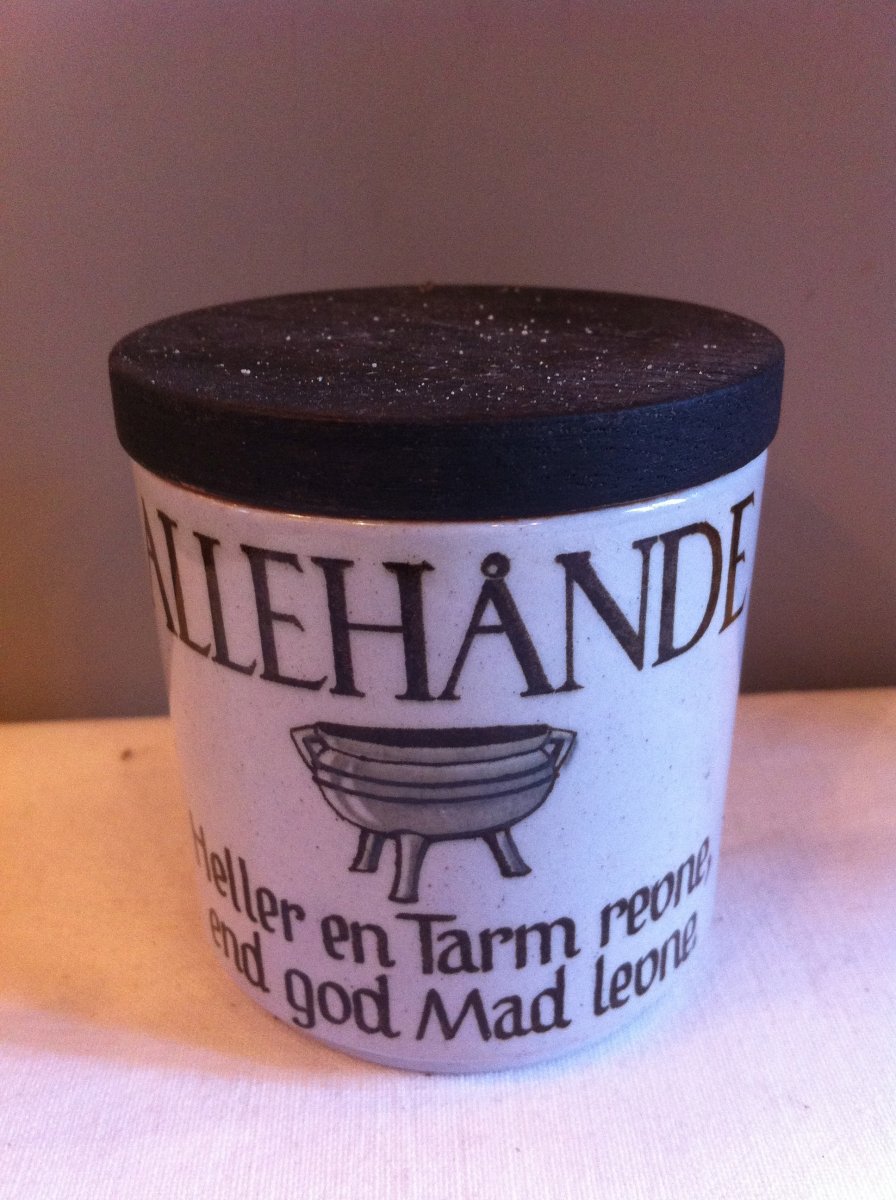 ALLEHÅNDE
Heller en Tarm revne,
end god Mad levne